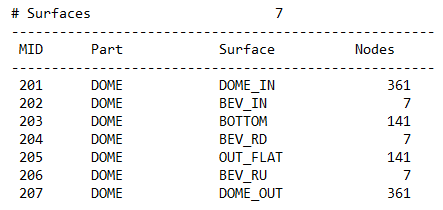 # Surfaces 7
MID Part Surface Nodes
201 DOME DOME_IN 361
202 DOME BEV_IN 7
203 DOME BOTTOM 141
204 DOME BEV_RD 7
205 DOME OUT_FLAT 141
206 DOME BEV_RU 7
207 DOME DOME_OUT 361